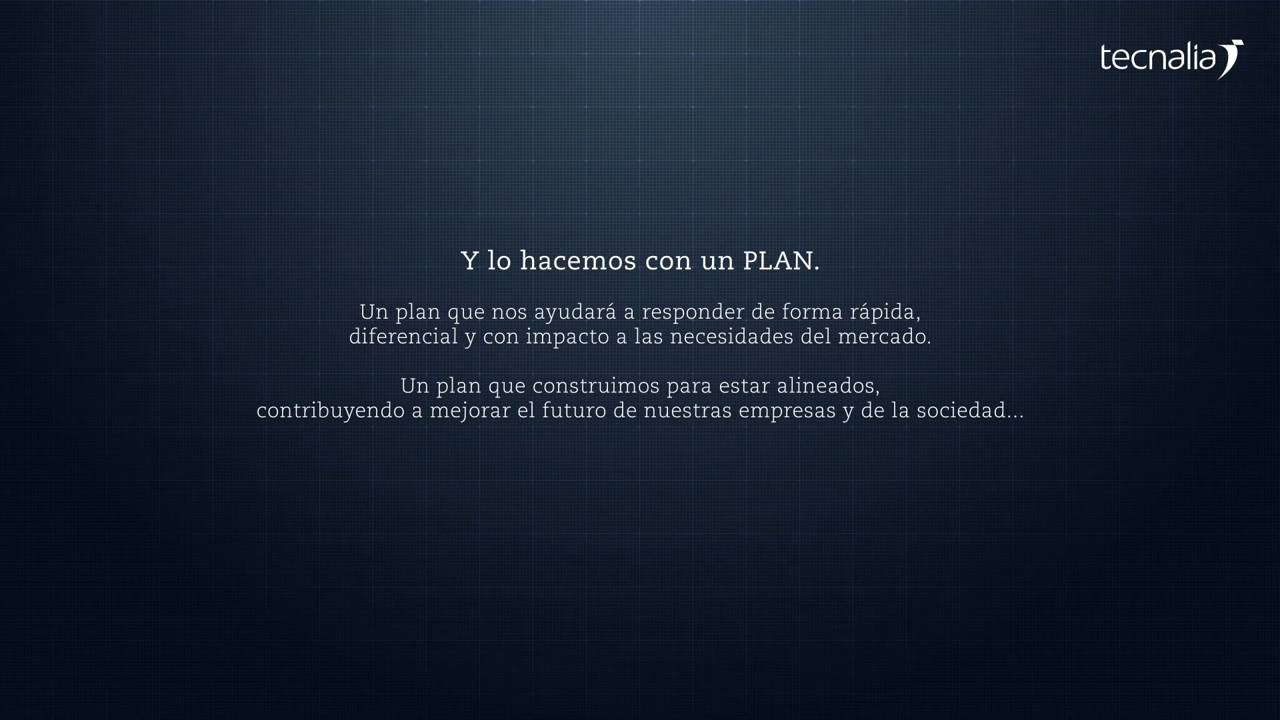 tecnalia
Y lo hacemos con un PLAN.
Un plan que nos ayudará a responder de forma rápida,
diferencial y con impacto a las necesidades del mercado.
Un plan que construimos para estar alineados,
contribuyendo a mejorar el futuro de nuestras empresas y de la sociedad...